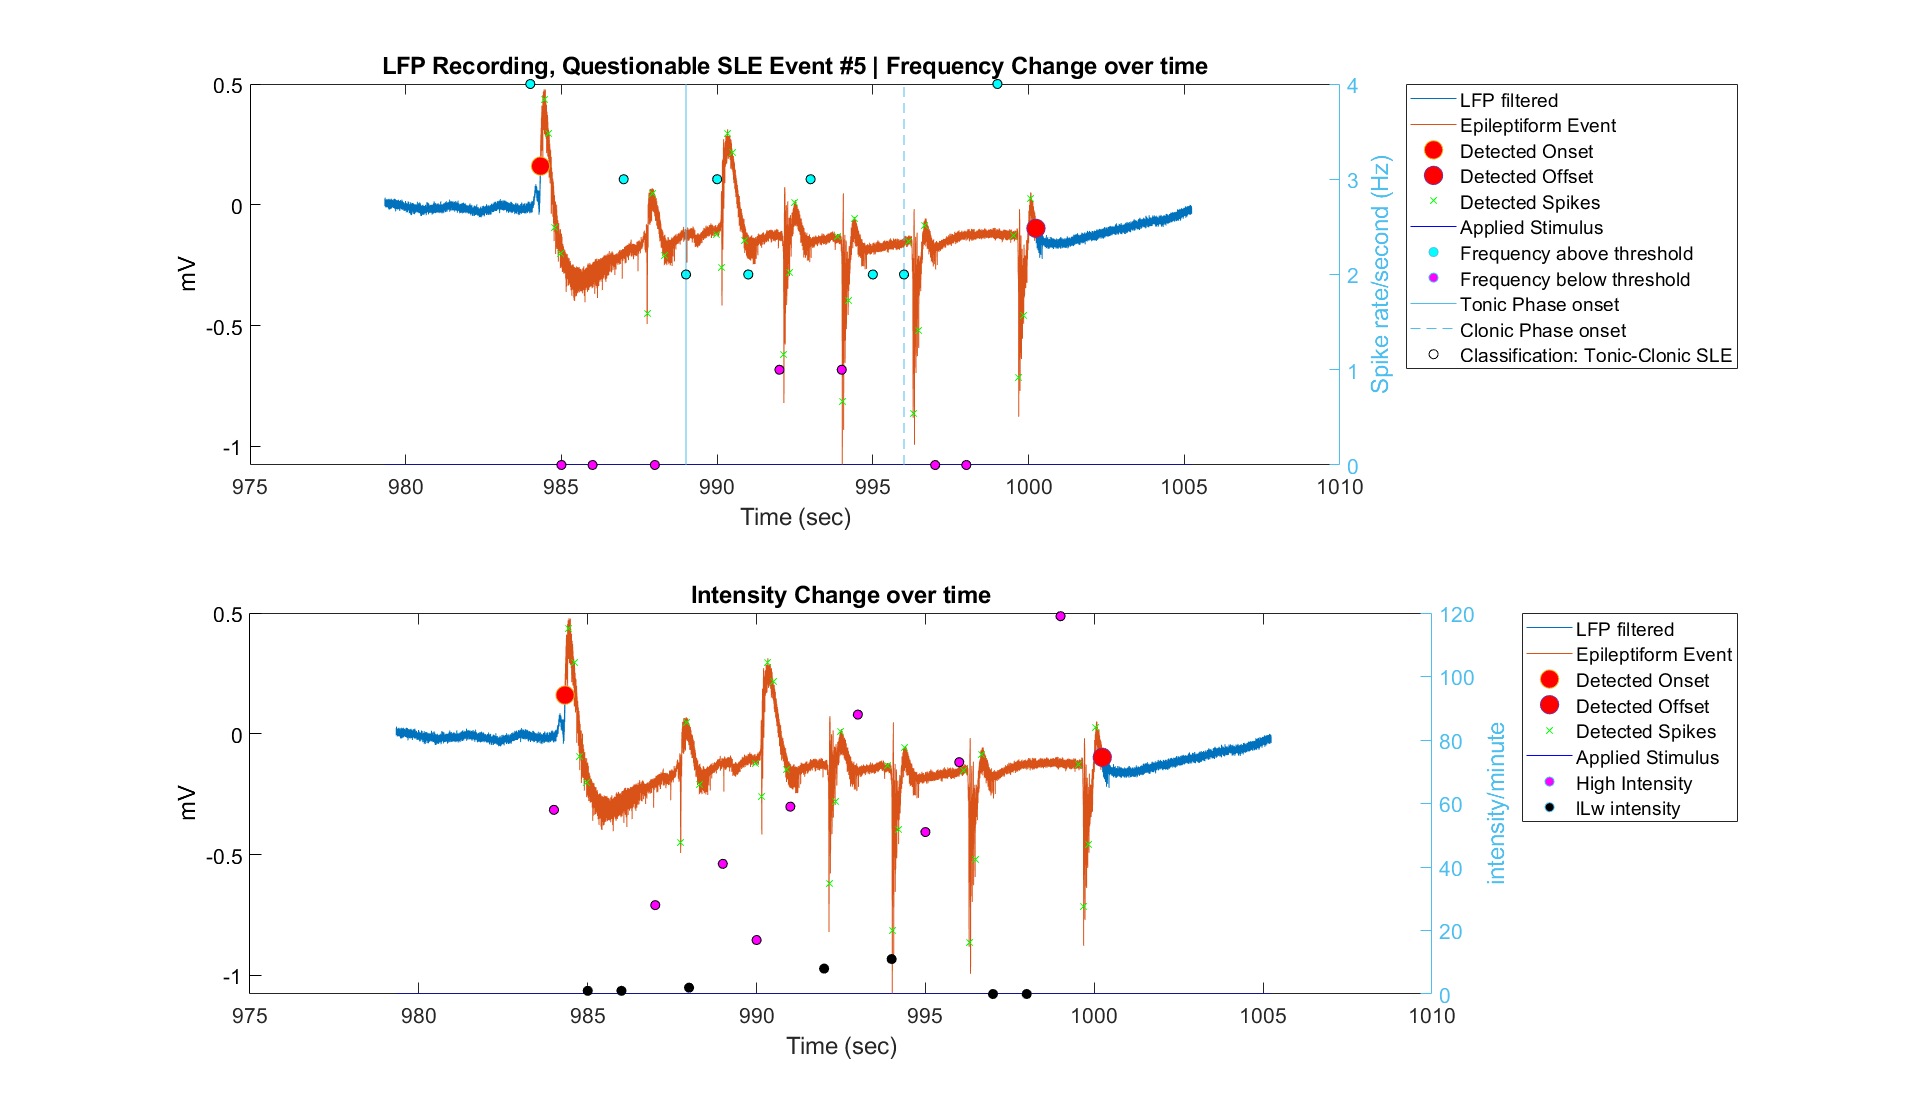 LFP Recording, Questionable SLE Event #5 | Frequency Change over time
0.5
0
-0.5
-1
mV
4
3
2
1
0
Spike rate/second (Hz)
975
980
985
990
995
1000
1005
1010
Time (sec)
LFP filtered
Epileptiform Event
Detected Onset
Detected Offset
Detected Spikes
Applied Stimulus
Frequency above threshold
Frequency below threshold
Tonic Phase onset
Clonic Phase onset
Classification: Tonic-Clonic SLE
Intensity Change over time
0.5
0
-0.5
-1
mV
120
100
80
60
40
20
0
intensity/minute
975
980
985
990
995
1000
1005
1010
Time (sec)
LFP filtered
Epileptiform Event
Detected Onset
Detected Offset
Detected Spikes
Applied Stimulus
High Intensity
lLw intensity